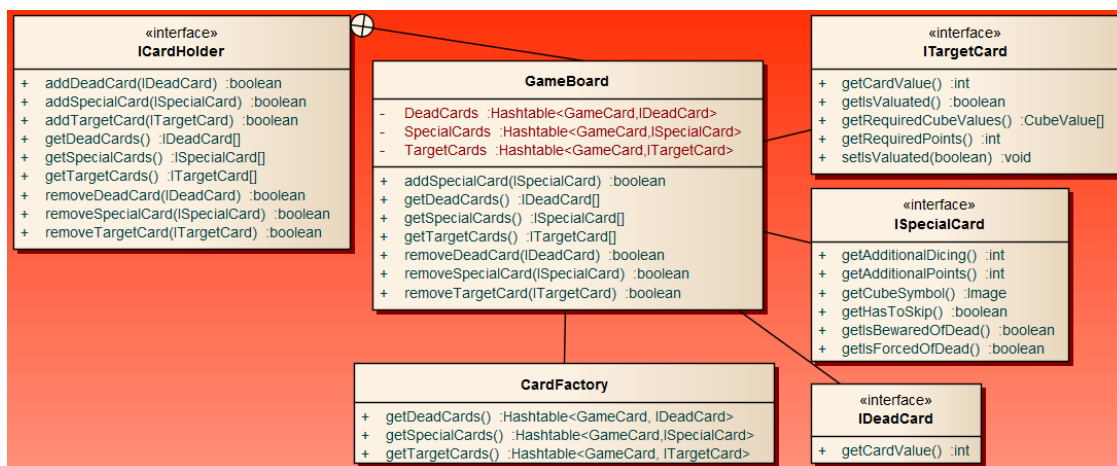 «interface»
ICardHolder
+ addDeadCard(IDeadCard) :boolean
+ addSpecialCard(ISpecialCard) :boolean
+ addTargetCard(ITargetCard) :boolean
+ getDeadCards() :IDeadCard[]
+ getSpecialCards() :ISpecialCard[]
+ getTargetCards() :ITargetCard[]
+ removeDeadCard(IDeadCard) :boolean
+ removeSpecialCard(ISpecialCard) :boolean
+ removeTargetCard(ITargetCard) :boolean
GameBoard
- DeadCards :Hashtable<GameCard,IDeadCard>
- SpecialCards :Hashtable<GameCard,ISpecialCard>
- TargetCards :Hashtable<GameCard,ITargetCard>
+ addSpecialCard(ISpecialCard) :boolean
+ getDeadCards() :IDeadCard[]
+ getSpecialCards() :ISpecialCard[]
+ getTargetCards() :ITargetCard[]
+ removeDeadCard(IDeadCard) :boolean
+ removeSpecialCard(ISpecialCard) :boolean
+ removeTargetCard(ITargetCard) :boolean
«interface»
ITargetCard
+ getCardValue() :int
+ getIsValuated() :boolean
+ getRequiredCubeValues() :CubeValue[]
+ getRequiredPoints() :int
+ setIsValuated(boolean) :void
«interface»
ISpecialCard
+ getAdditionalDicing() :int
+ getAdditionalPoints() :int
+ getCubeSymbol() :Image
+ getHasToSkip() :boolean
+ getIsBewaredOfDead() :boolean
+ getIsForcedOfDead() :boolean
CardFactory
+ getDeadCards() :Hashtable<GameCard, IDeadCard>
+ getSpecialCards() :Hashtable<GameCard,ISpecialCard>
+ getTargetCards() :Hashtable<GameCard, ITargetCard>
«interface»
IDeadCard
+ getCardValue() :int